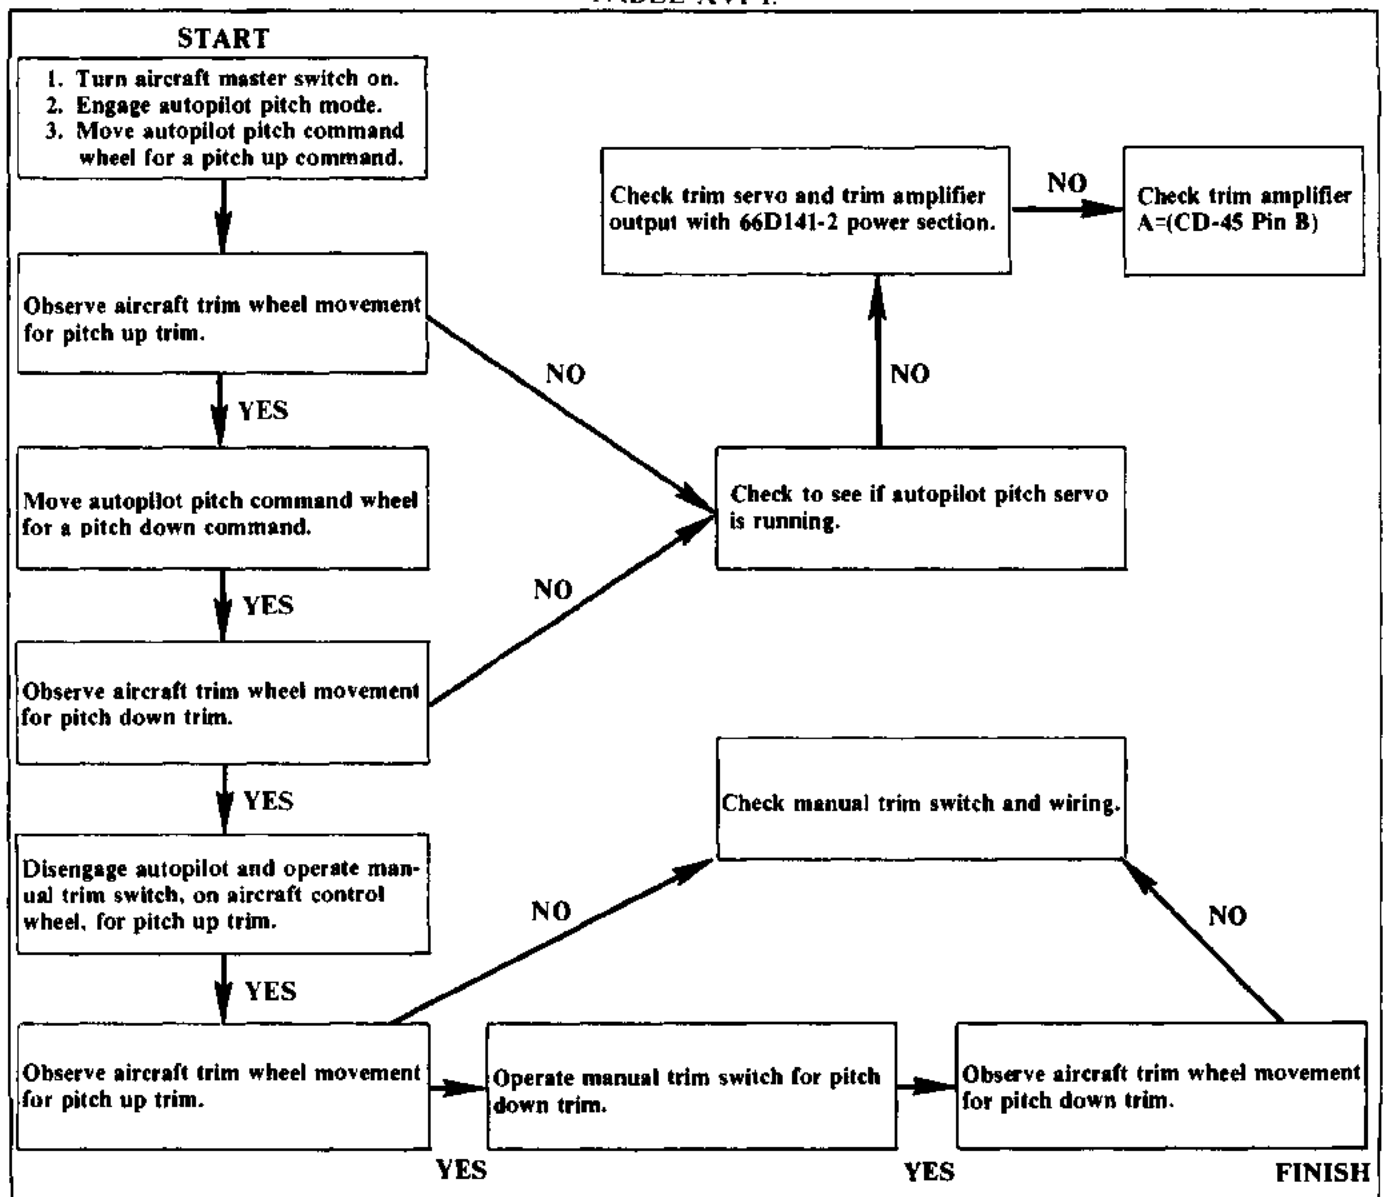 START
1. Turn aircraft master switch on.
2. Engage autopilot pitch mode.
3. Move autopilot pitch command
wheel for a pitch up command.
Observe aircraft trim wheel movement
for pitch up trim.
YES
NO
Move autopilot pitch command wheel
for a pitch down command.
YES
Observe aircraft trim wheel movement
for pitch down trim.
NO
YES
Check to see if autopilot pitch servo
is running.
NO
Check trim servo and trim amplifier
output with 66D141-2 power section.
NO
Check trim amplifier
A=(CD-45 Pin B)
Disengage autopilot and operate man-
ual trim switch, on aircraft control
wheel, for pitch up trim.
YES
Observe aircraft trim wheel movement
for pitch up trim.
NO
Check manual trim switch and wiring.
YES
Operate manual trim switch for pitch
down trim.
YES
Observe aircraft trim wheel movement
for pitch down trim.
NO
FINISH